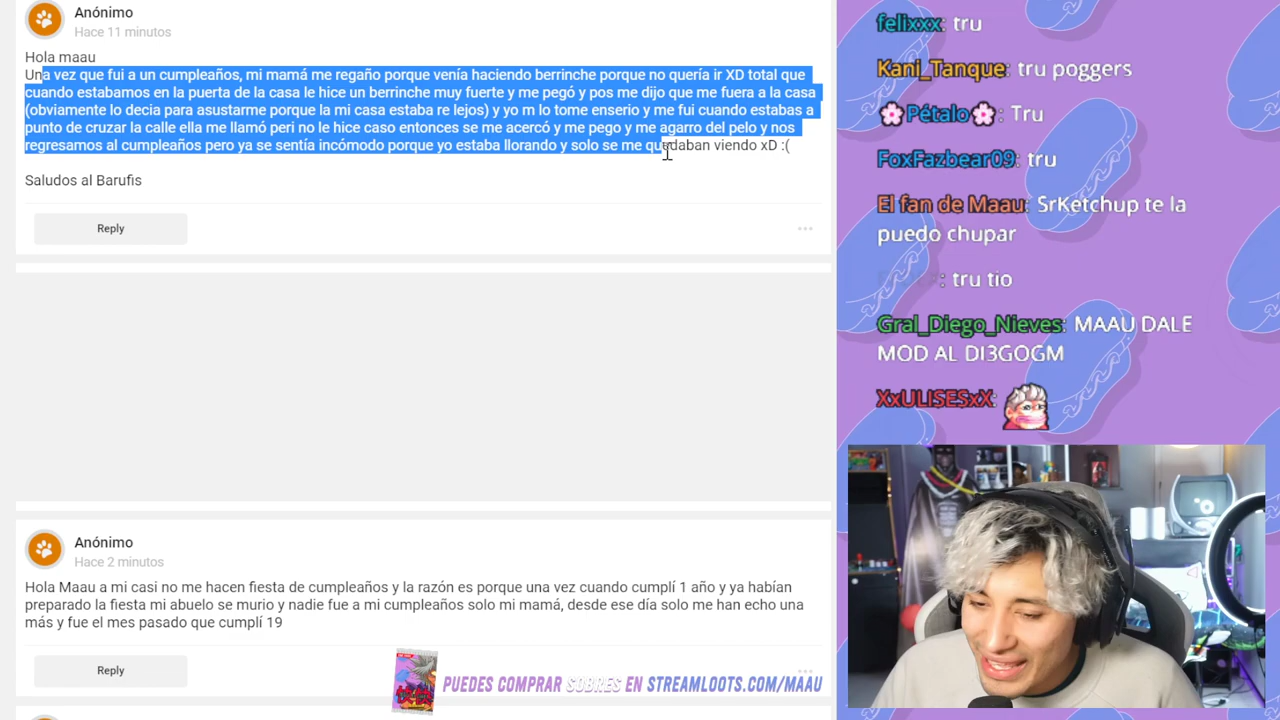 Anónimo
Hace 11 minutos
Hola maau
Una vez que fui a un cumpleaños, mi mamá me regaño porque venía haciendo berrinche porque no quería ir XD total que
cuando estabamos en la puerta de la casa le hice un berrinche muy fuerte y me pegó y pos me dijo que me fuera a la casa
(obviamente lo decia para asustarme porque la mi casa estaba re lejos) y yo m lo tome enserio y me fui cuando estabas a
punto de cruzar la calle ella me llamó peri no le hice caso entonces se me acercó y me pego y me agarro del pelo y nos
regresamos al cumpleaños pero ya se sentía incómodo porque yo estaba llorando y solo se me quedaban viendo xD :(
Saludos al Barufis
Reply
Anónimo
Hace 2 minutos
Hola Maau a mi casi no me hacen fiesta de cumpleaños y la razón es porque una vez cuando cumplí 1 año y ya habían
preparado la fiesta mi abuelo se murio y nadie fue a mi cumpleaños solo mi mamá, desde ese día solo me han echo una
más y fue el mes pasado que cumplí 19
Reply
PUEDES COMPRAR SOBRES EN STREAMLOOTS.COM/MAAU
felixxx: tru
Kani_Tanque: tru poggers
🌸Pétalo🌸: Tru
FoxFazbear09: tru
El fan de Maau: SrKetchup te la
puedo chupar
: tru tio
Gral_Diego_Nieves: MAAU DALE
MOD AL DI3GOGM
XxULISESxX: